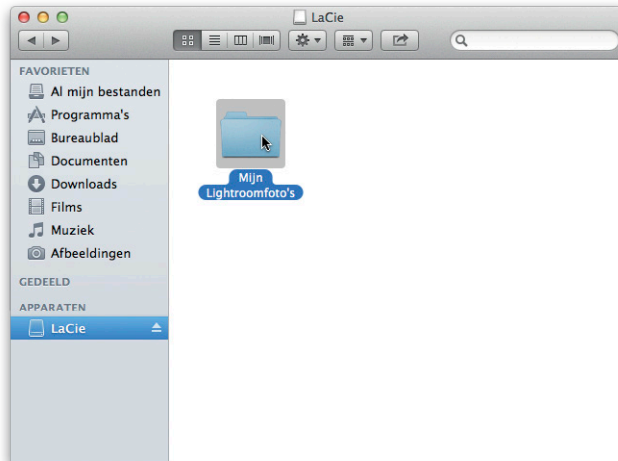 LaCie
FAVORIETEN
Al mijn bestanden
Programma's
Bureaublad
Documenten
Downloads
Films
Muziek
Afbeeldingen
GEDEELD
APPARATEN
LaCie
Mijn
Lightroomfoto's